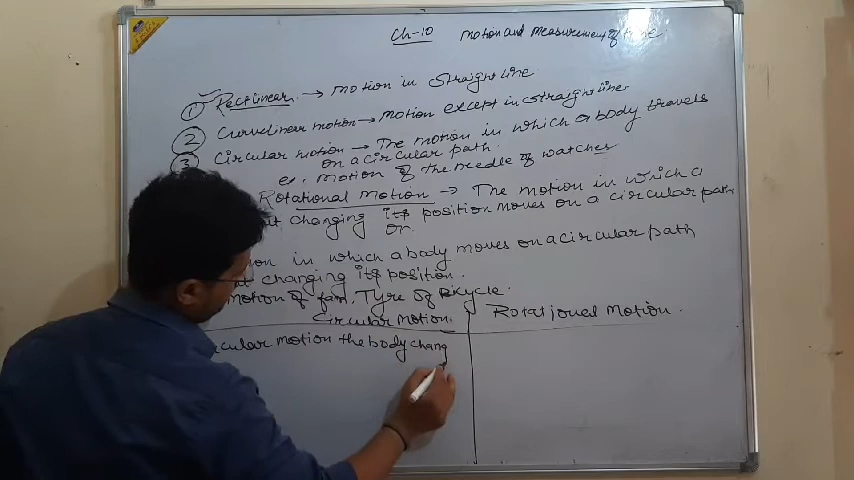 Ch-10 Motion and Measurement of time
① Rectlinear → Motion in straight line
2 Curvelinear motion → Motion except in straight line
3 Circular motion → The motion in which a body travels
on a circular path.
ex. motion of the needle of watches
Rotational motion → The motion in which a
changing its position moves on a circular path
on.
in which a body moves on a circular path
changing its position.
motion of fan, Tyre of bicycle.
Circular motion. Rotational Motion.
motion the body chang